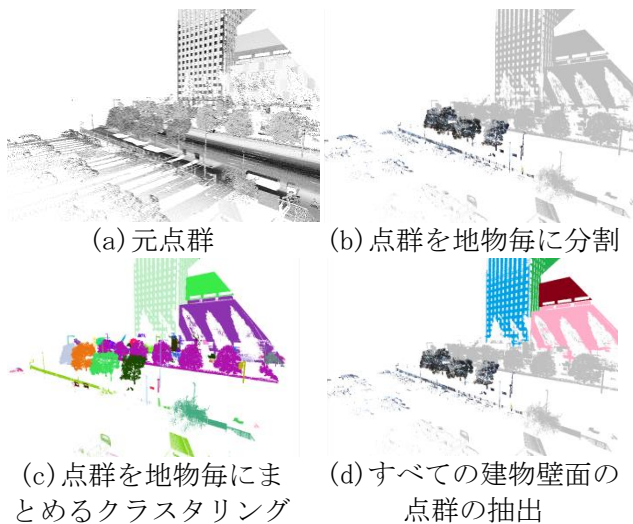 (a)元点群
(b)点群を地物毎に分割
(c)点群を地物毎にま
とめるクラスタリング
(d)すべての建物壁面の
点群の抽出